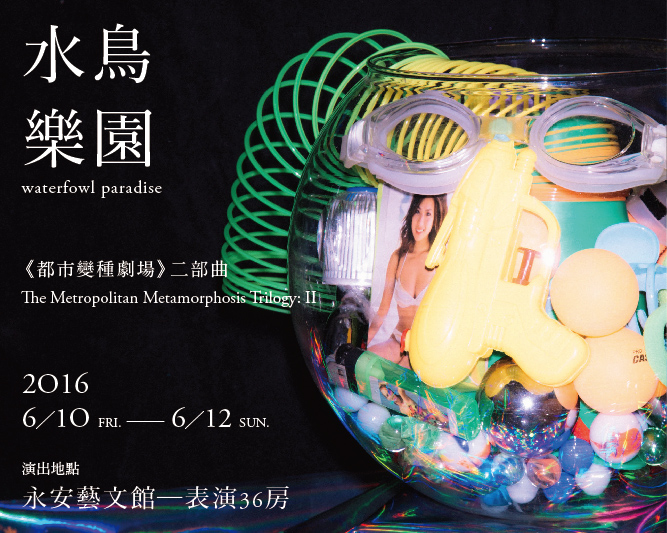 水鳥
樂園
waterfowl paradise
《都市變種劇場》二部曲
The Metropolitan Metamorphosis Trilogy: II
2016
6/10 FRI. — 6/12 SUN.
演出地點
永安藝文館—表演36房